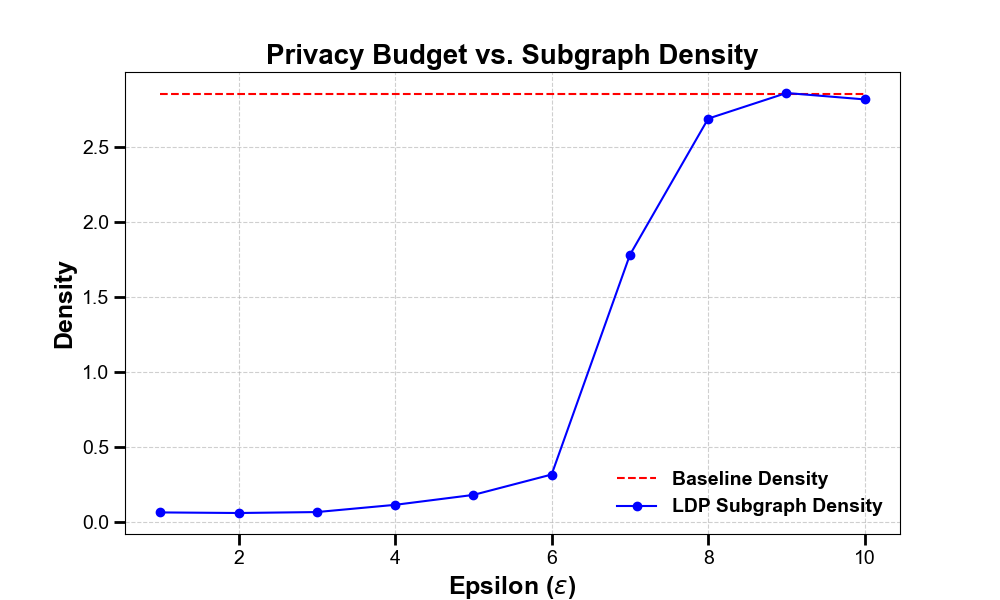 Privacy Budget vs. Subgraph Density
Density
2.5
2.0
1.5
1.0
0.5
0.0
Baseline Density
LDP Subgraph Density
2 4 6 8 10
Epsilon (ε)